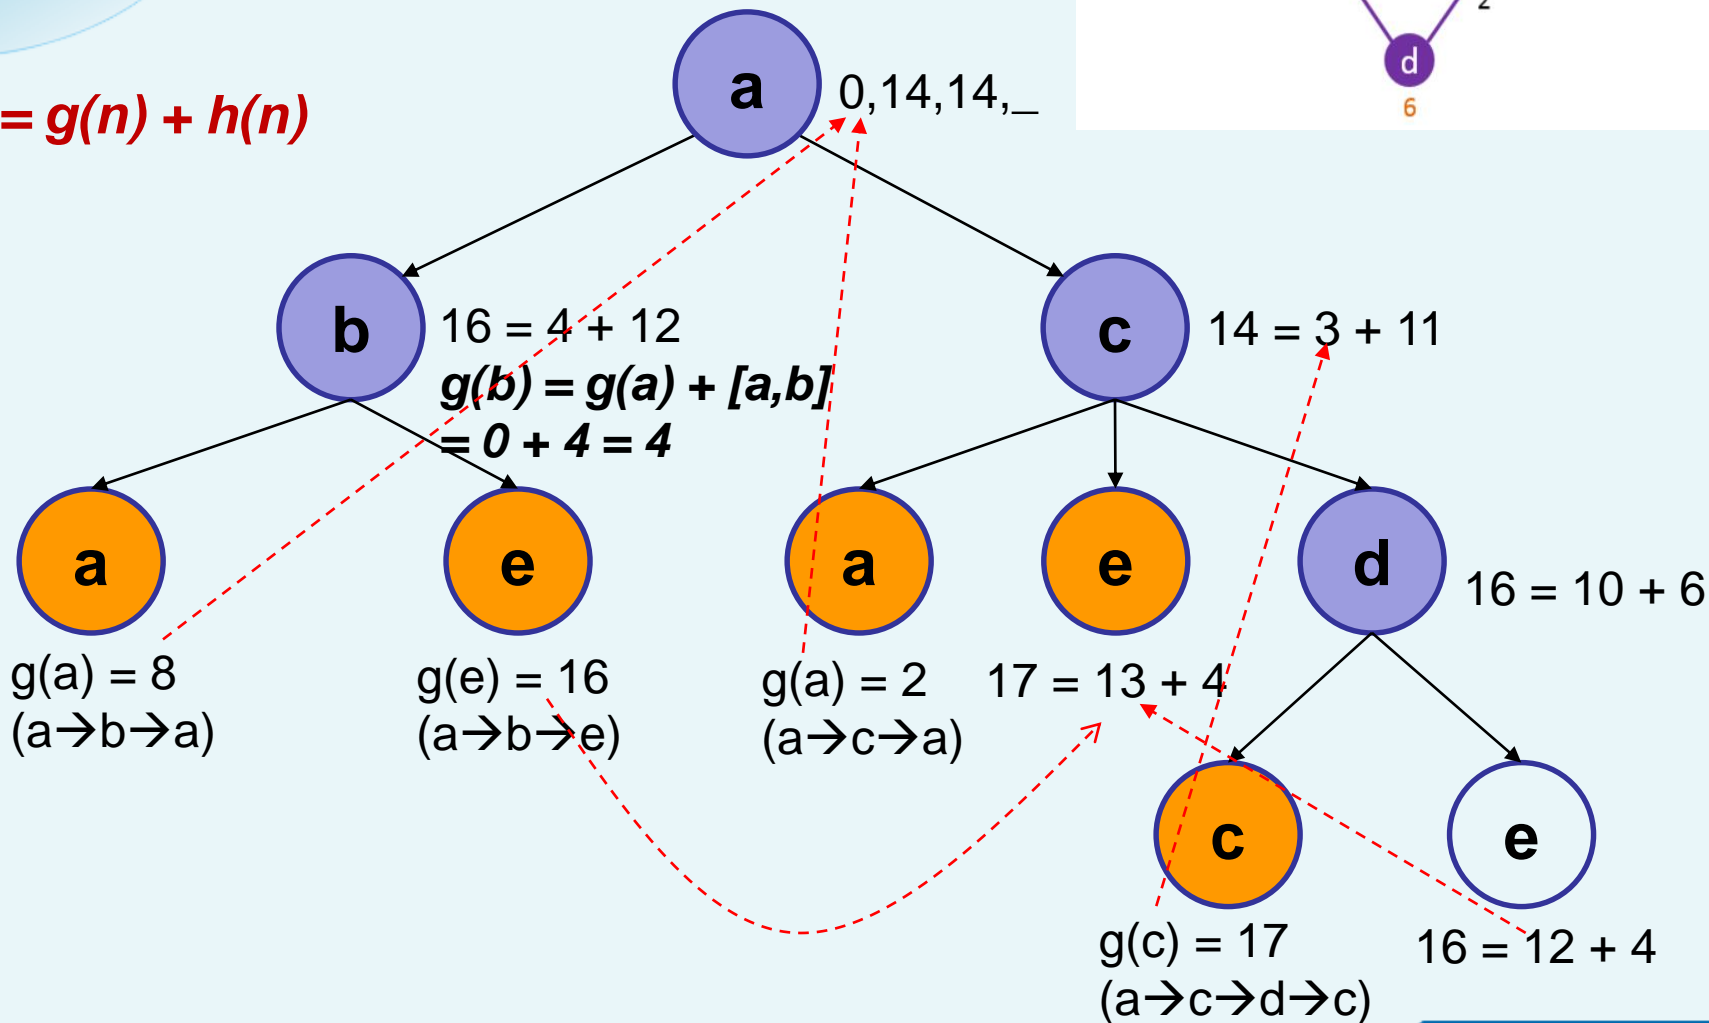 2
d
6
= g(n) + h(n)
a
0,14,14,_
b
16 = 4 + 12
g(b) = g(a) + [a,b]
= 0 + 4 = 4
c
14 = 3 + 11
a
e
a
e
d
16 = 10 + 6
g(a) = 8
(a→b→a)
g(e) = 16
(a→b→e)
g(a) = 2
(a→c→a)
17 = 13 + 4
c
e
g(c) = 17
(a→c→d→c)
16 = 12 + 4